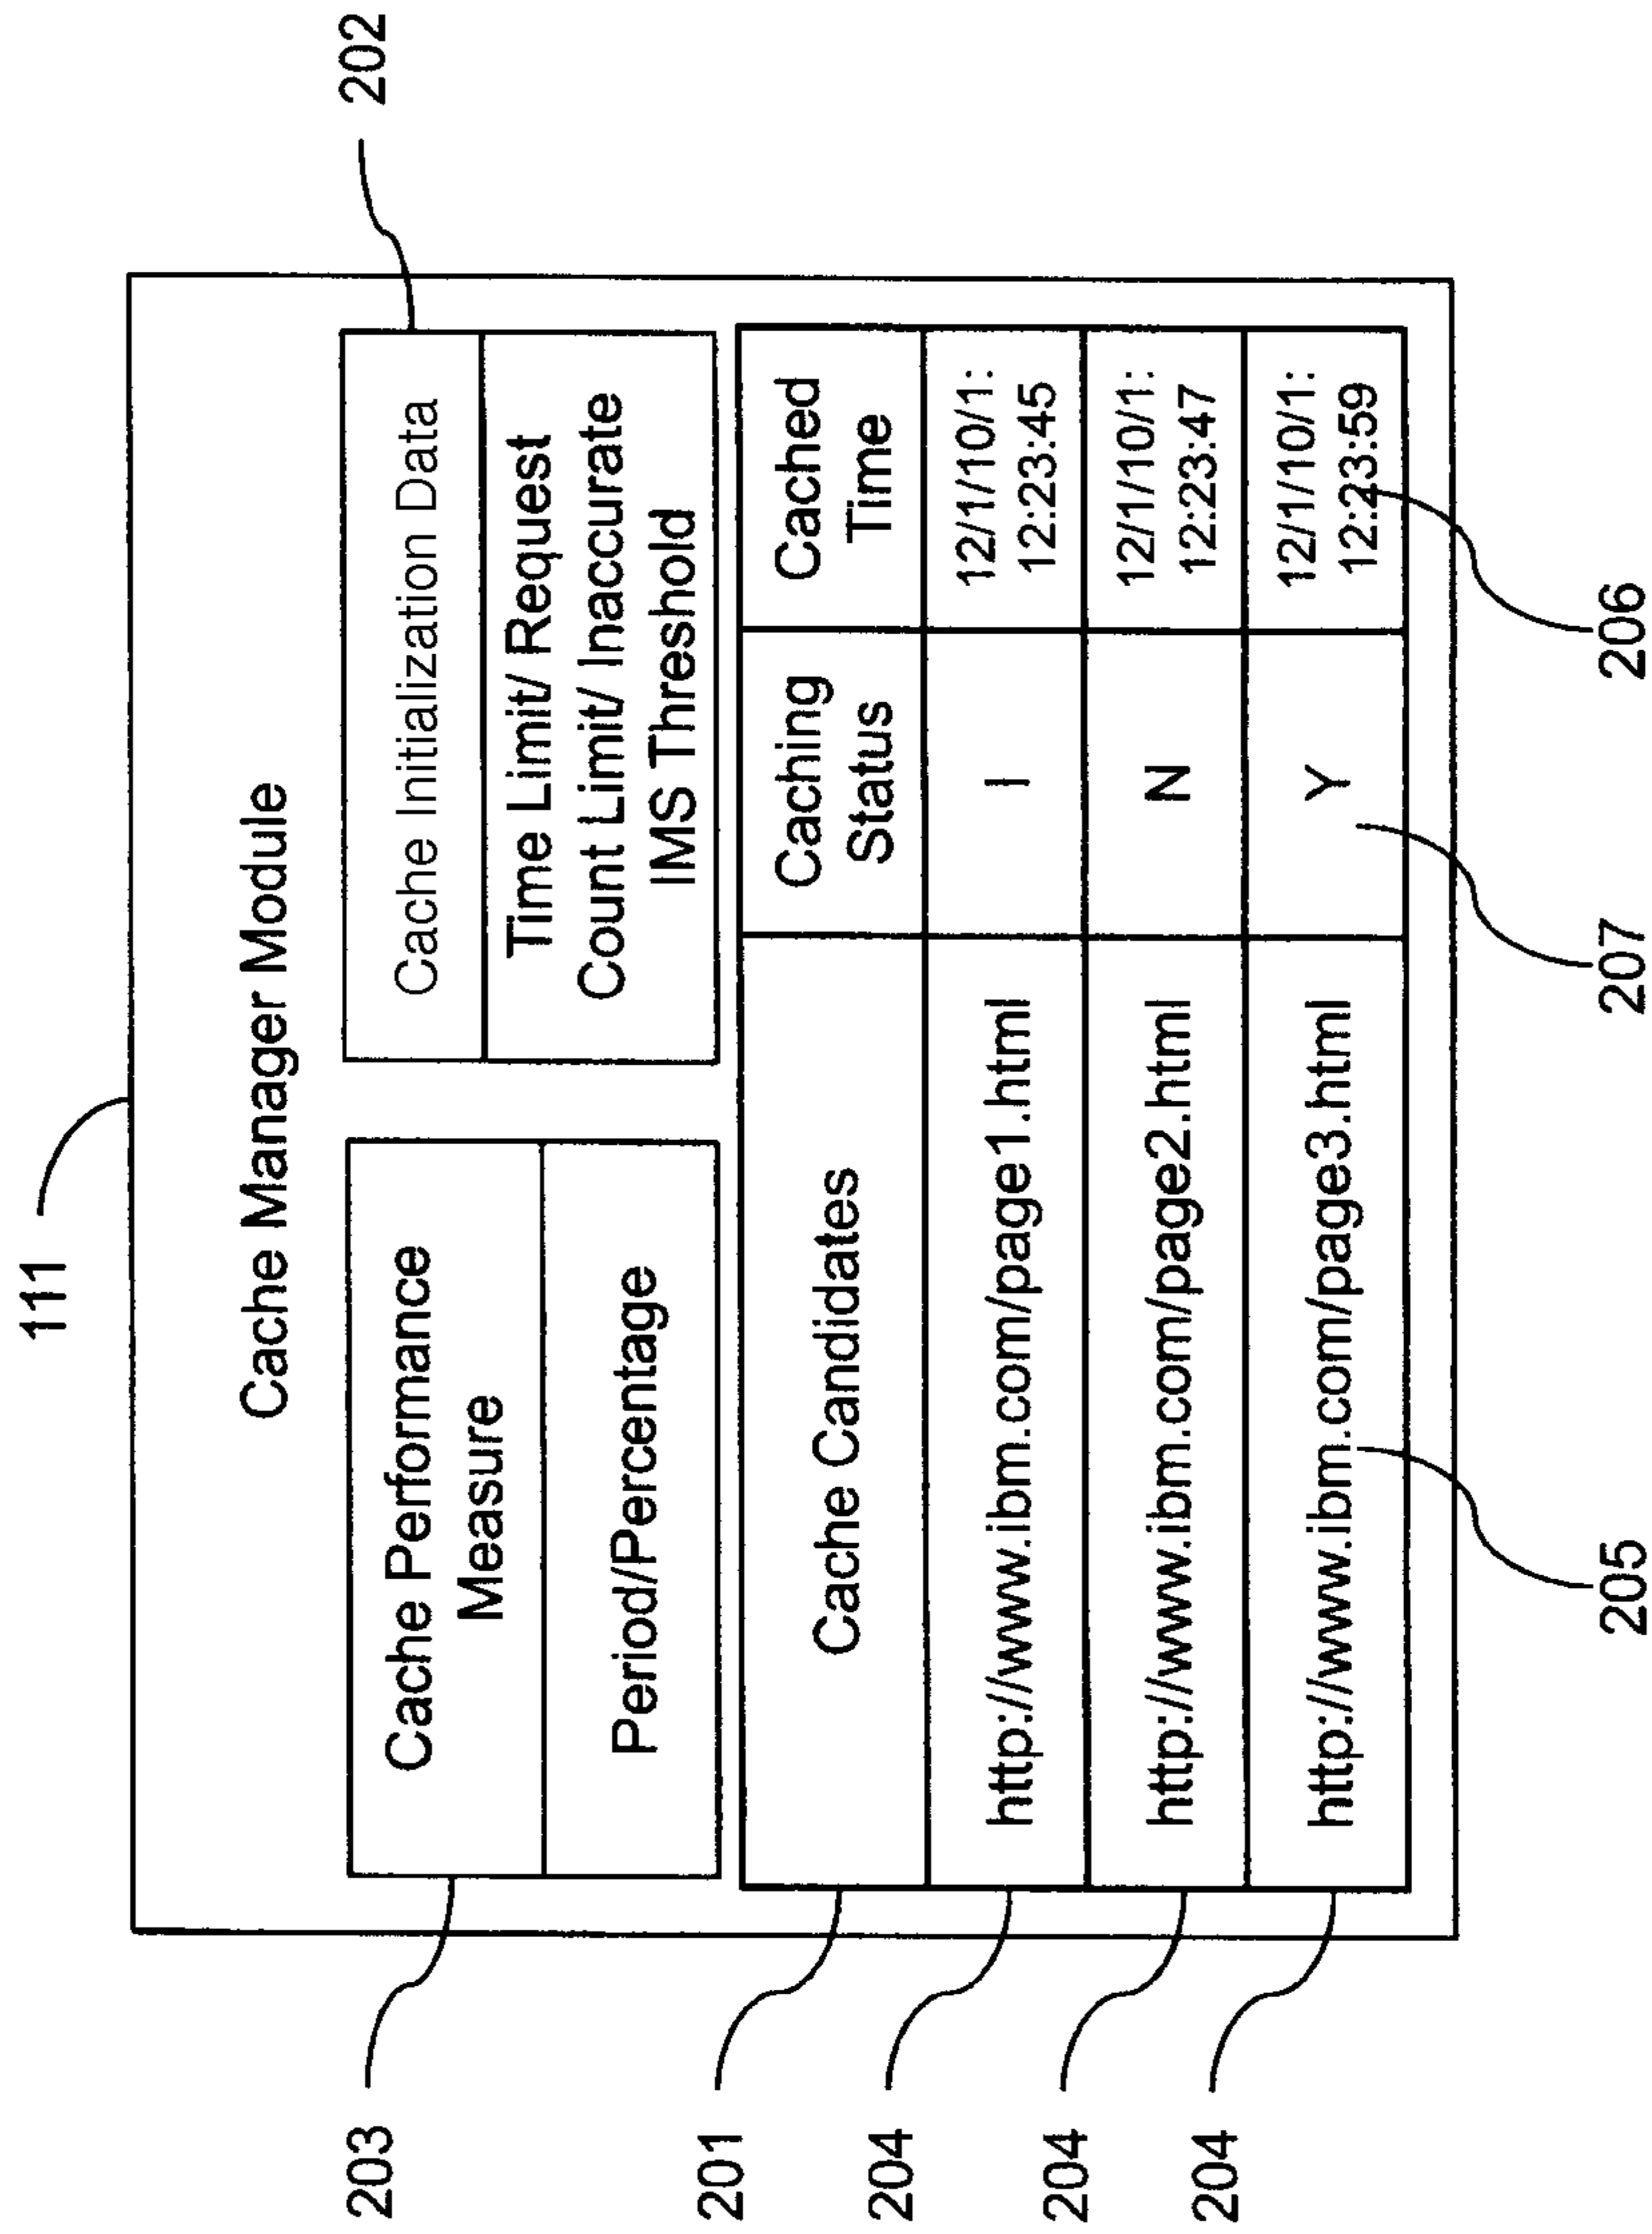 111
Cache Manager Module
202
203
Cache Performance
Measure
Period/Percentage
Cache Initialization Data
Time Limit/ Request
Count Limit/ Inaccurate
IMS Threshold
201
Cache Candidates
Caching
Status
Cached
Time
204
http://www.ibm.com/page1.html
I
12/1/10/1:
12:23:45
204
http://www.ibm.com/page2.html
N
12/1/10/1:
12:23:47
204
http://www.ibm.com/page3.html
Y
12/1/10/1:
12:23:59
205
207
206